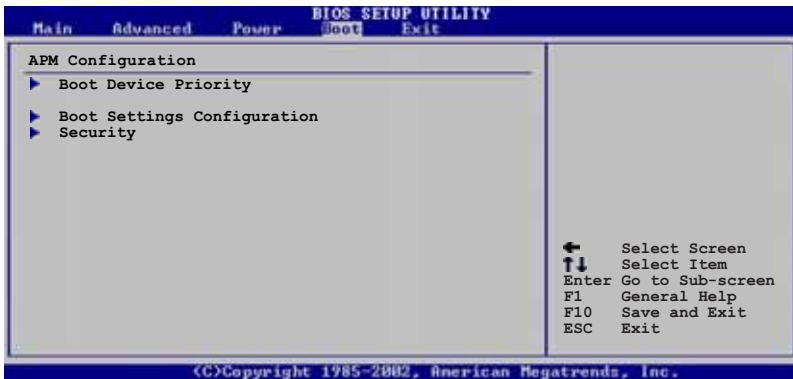 BIOS SETUP UTILITY
Main Advanced Power Boot Exit
APM Configuration
Boot Device Priority
Boot Settings Configuration
Security
← Select Screen
↑↓ Select Item
Enter Go to Sub-screen
F1 General Help
F10 Save and Exit
ESC Exit
(C)Copyright 1985-2002, American Megatrends, Inc.